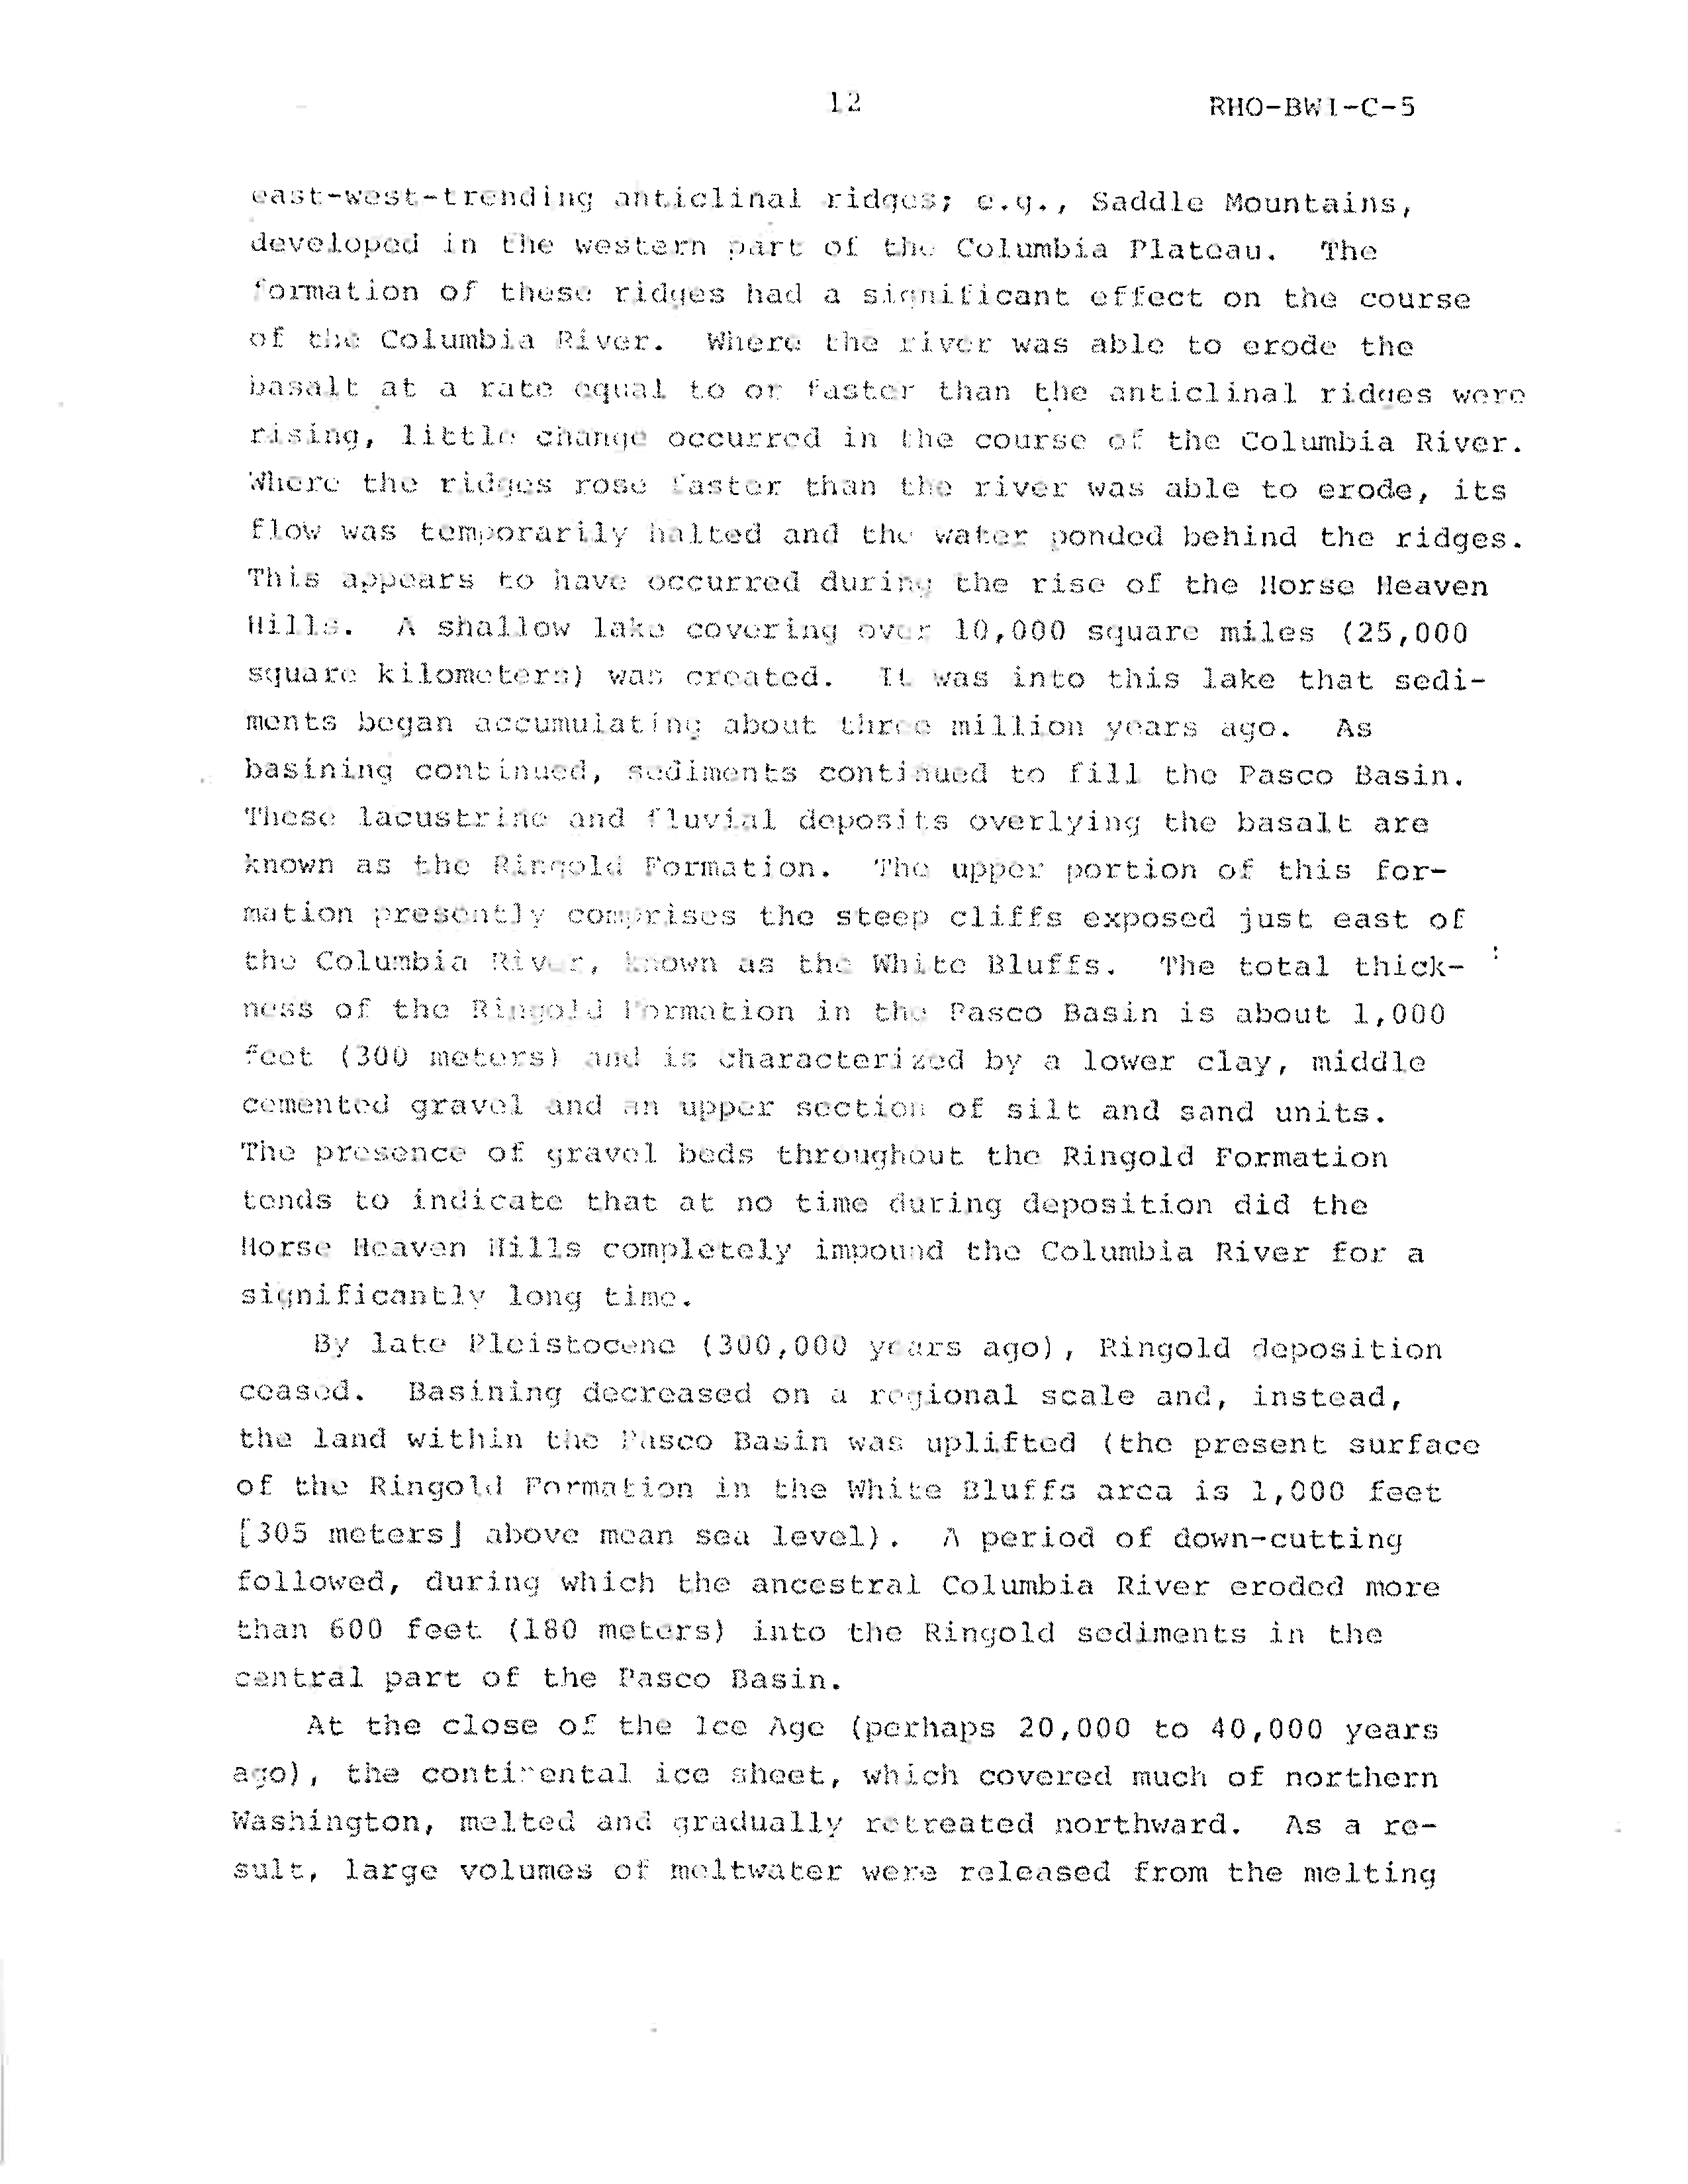 12
RHO-BWI-C-5
east-west-trending anticlinal ridges; e.g., Saddle Mountains,
developed in the western part of the Columbia Plateau. The
formation of these ridges had a significant effect on the course
of the Columbia River. Where the river was able to erode the
basalt at a rate equal to or faster than the anticlinal ridges were
rising, little change occurred in the course of the Columbia River.
Where the ridges rose faster than the river was able to erode, its
flow was temporarily halted and the water ponded behind the ridges.
This appears to have occurred during the rise of the Horse Heaven
Hills. A shallow lake covering over 10,000 square miles (25,000
square kilometers) was created. It was into this lake that sedi-
ments began accumulating about three million years ago. As
basining continued, sediments continued to fill the Pasco Basin.
These lacustrine and fluvial deposits overlying the basalt are
known as the Ringold Formation. The upper portion of this for-
mation presently comprises the steep cliffs exposed just east of
the Columbia River, known as the White Bluffs. The total thick-
ness of the Ringold Formation in the Pasco Basin is about 1,000
feet (300 meters) and is characterized by a lower clay, middle
cemented gravel and an upper section of silt and sand units.
The presence of gravel beds throughout the Ringold Formation
tends to indicate that at no time during deposition did the
Horse Heaven Hills completely impound the Columbia River for a
significantly long time.
By late Pleistocene (300,000 years ago), Ringold deposition
ceased. Basining decreased on a regional scale and, instead,
the land within the Pasco Basin was uplifted (the present surface
of the Ringold Formation in the White Bluffs area is 1,000 feet
[305 meters] above mean sea level). A period of down-cutting
followed, during which the ancestral Columbia River eroded more
than 600 feet (180 meters) into the Ringold sediments in the
central part of the Pasco Basin.
At the close of the Ice Age (perhaps 20,000 to 40,000 years
ago), the continental ice sheet, which covered much of northern
Washington, melted and gradually retreated northward. As a re-
sult, large volumes of meltwater were released from the melting